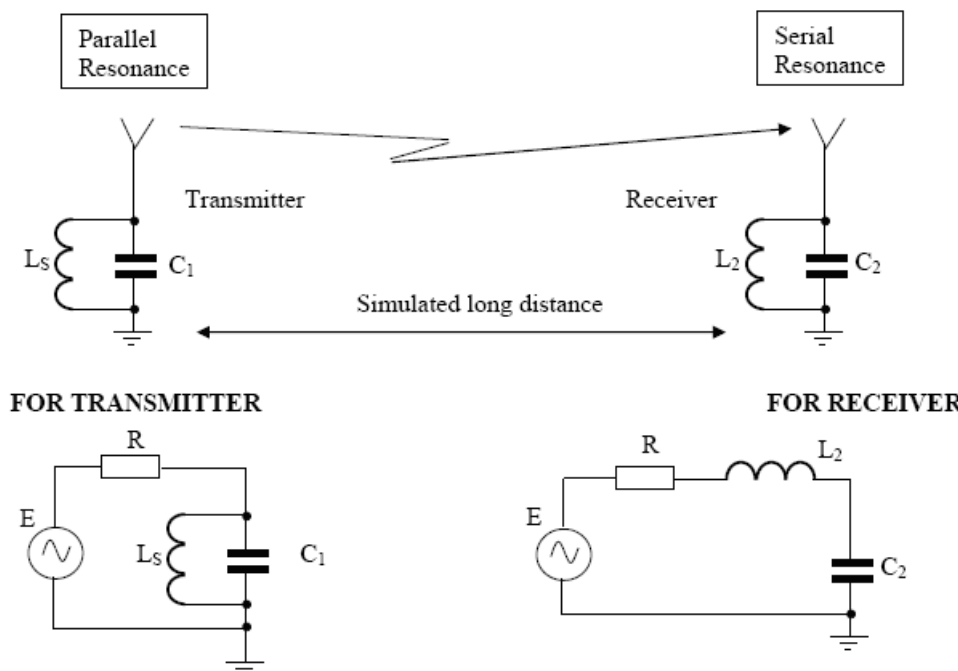 Parallel
Resonance
Serial
Resonance
Transmitter
Receiver
LS
C1
L2
C2
Simulated long distance
FOR TRANSMITTER
FOR RECEIVER
R
E
LS
C1
R
L2
E
C2